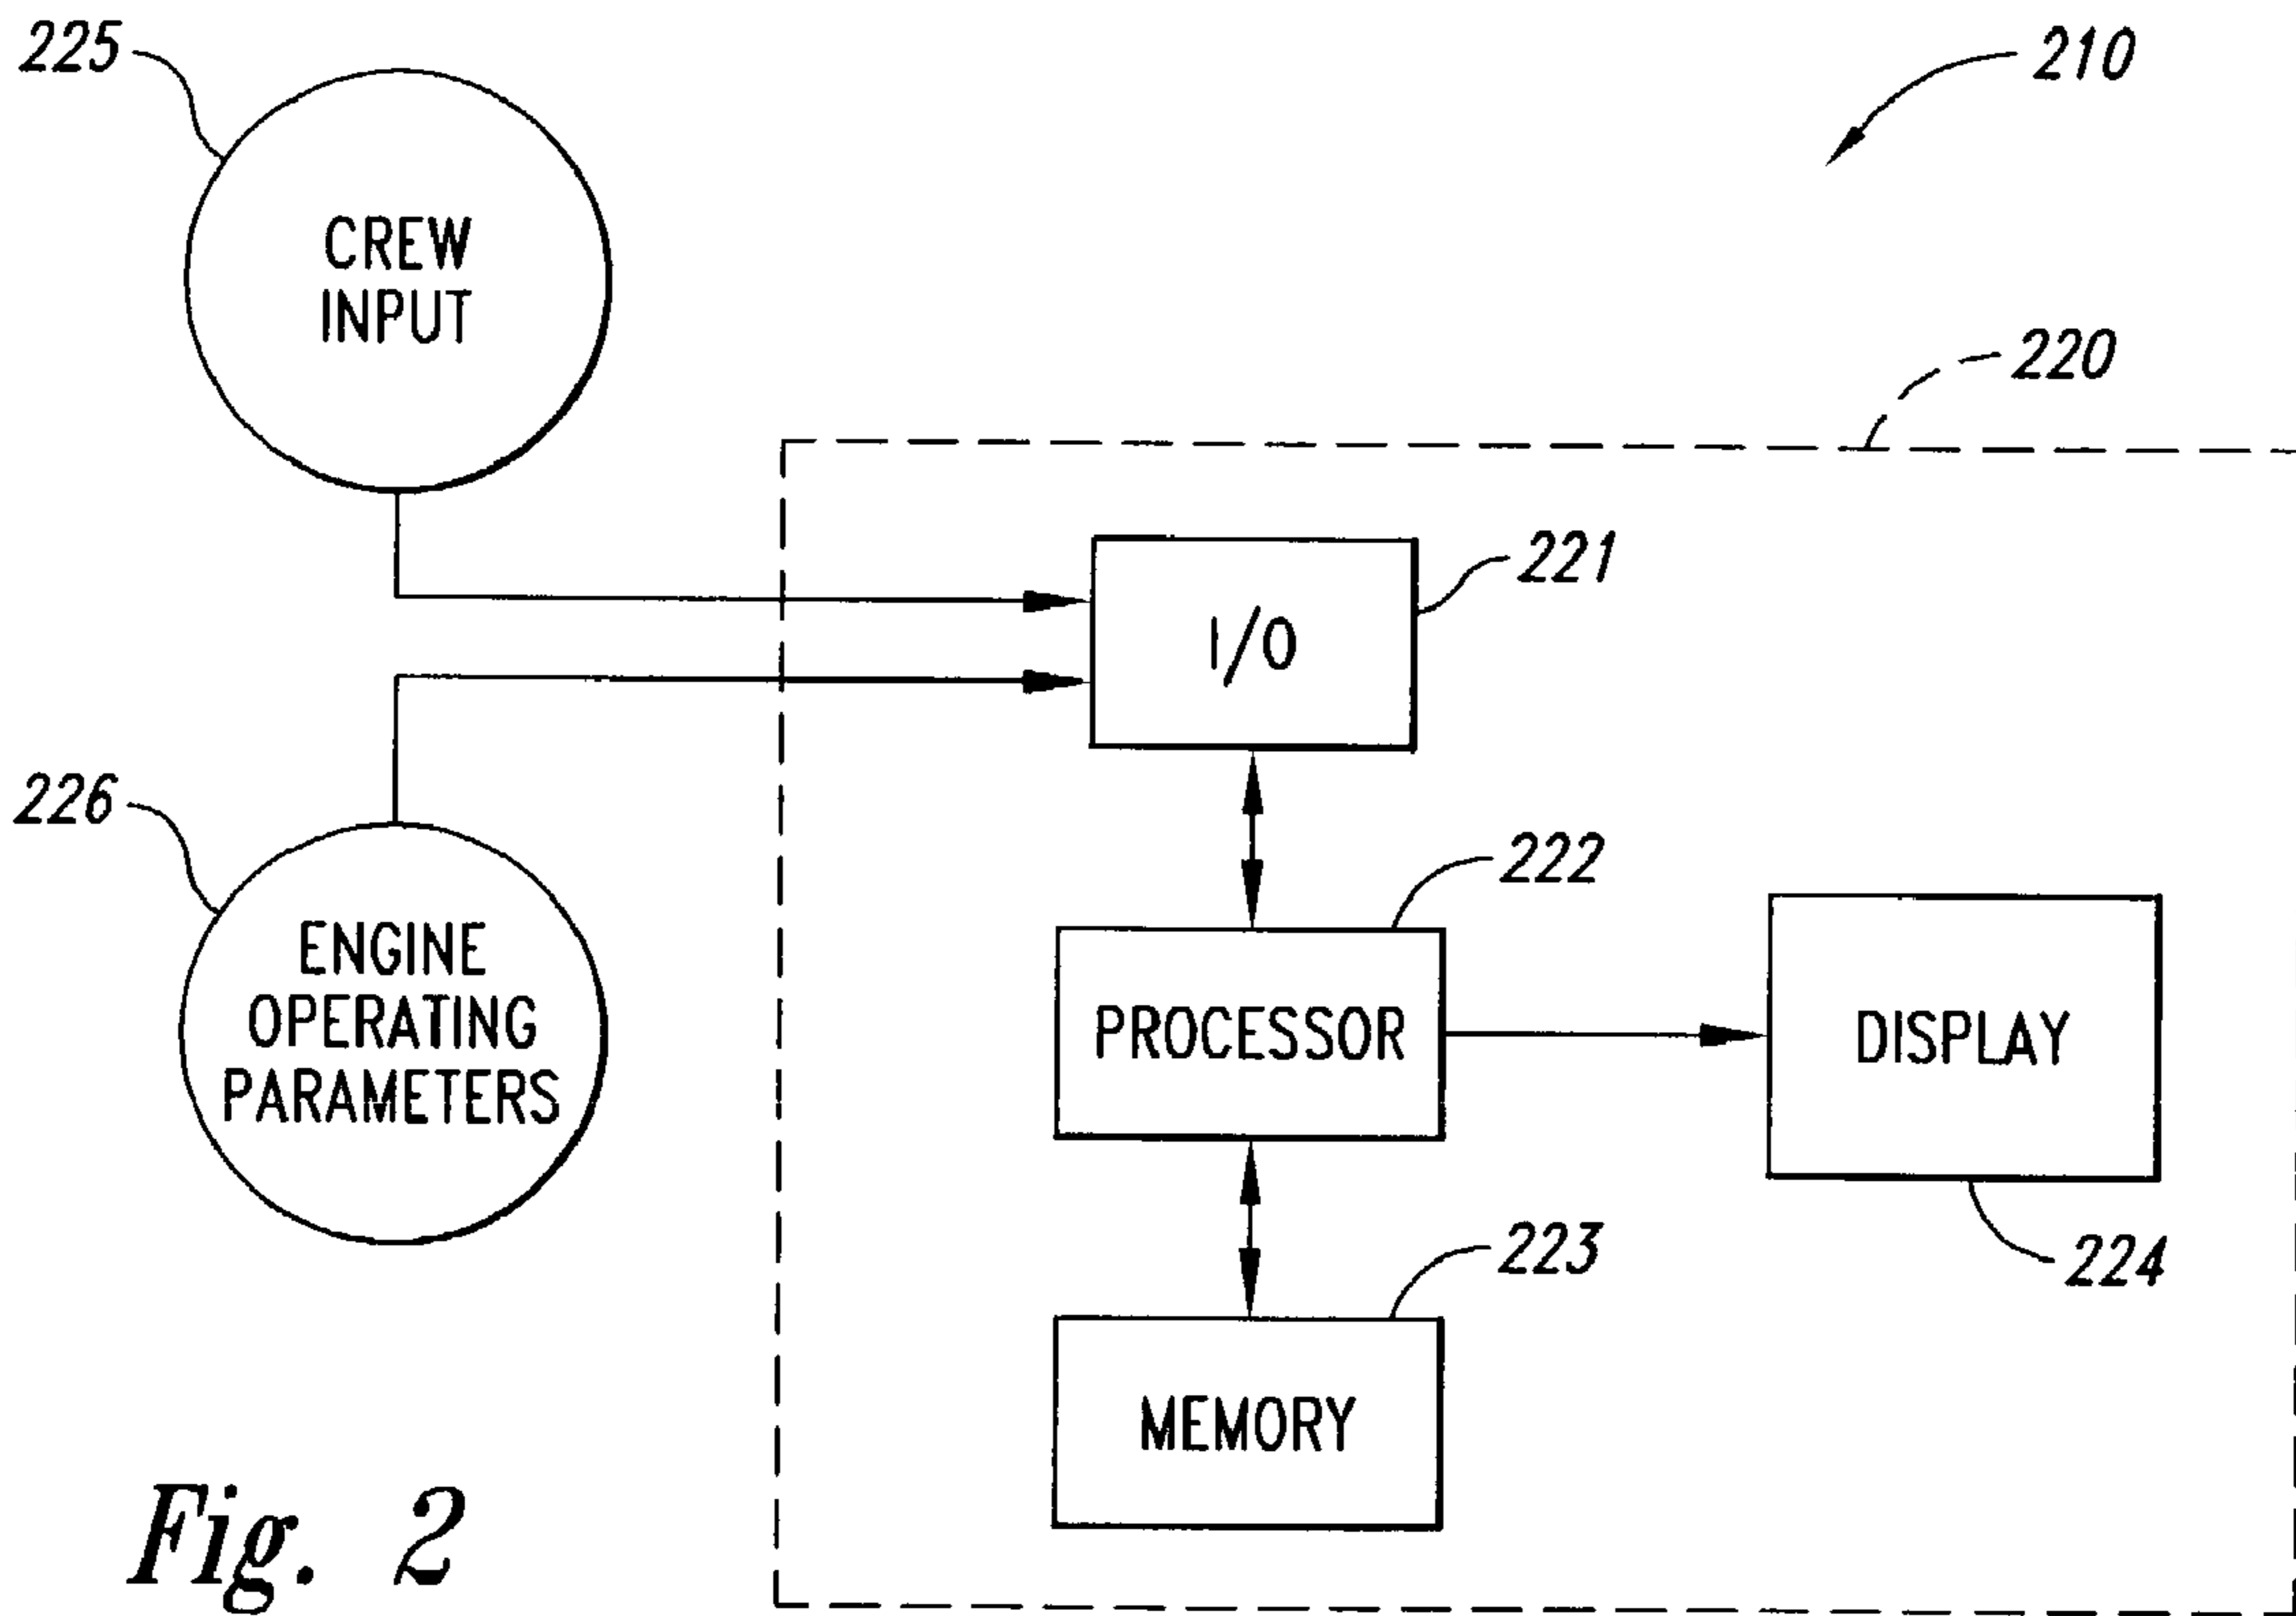 225
210
CREW
INPUT
220
221
I/O
226
222
ENGINE
OPERATING
PARAMETERS
PROCESSOR
DISPLAY
223
224
MEMORY
Fig. 2